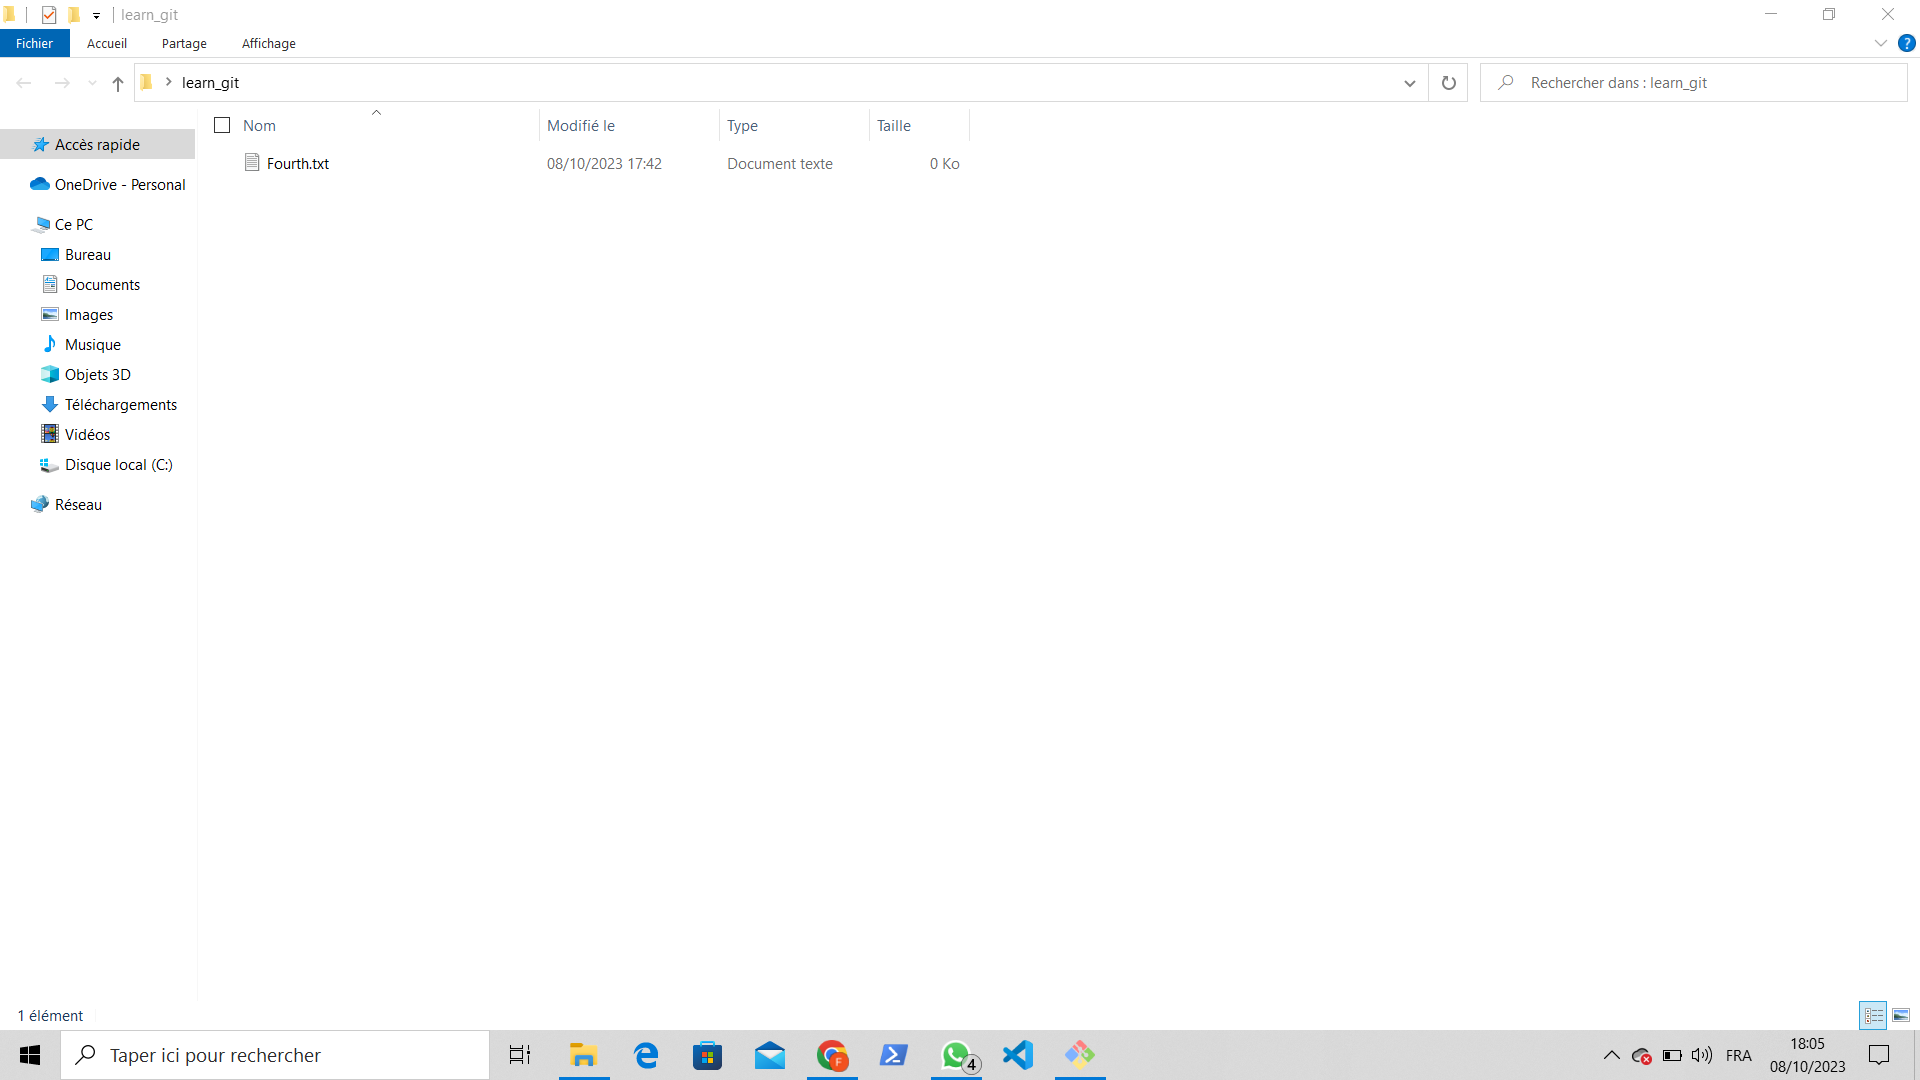 learn_git
Fichier Accueil Partage Affichage ?
learn_git Rechercher dans : learn_git
Nom Modifié le Type Taille
Fourth.txt 08/10/2023 17:42 Document texte 0 Ko
Accès rapide
OneDrive - Personal
Ce PC
Bureau
Documents
Images
Musique
Objets 3D
Téléchargements
Vidéos
Disque local (C:)
Réseau
1 élément
Taper ici pour rechercher F 4 FRA 18:05
08/10/2023